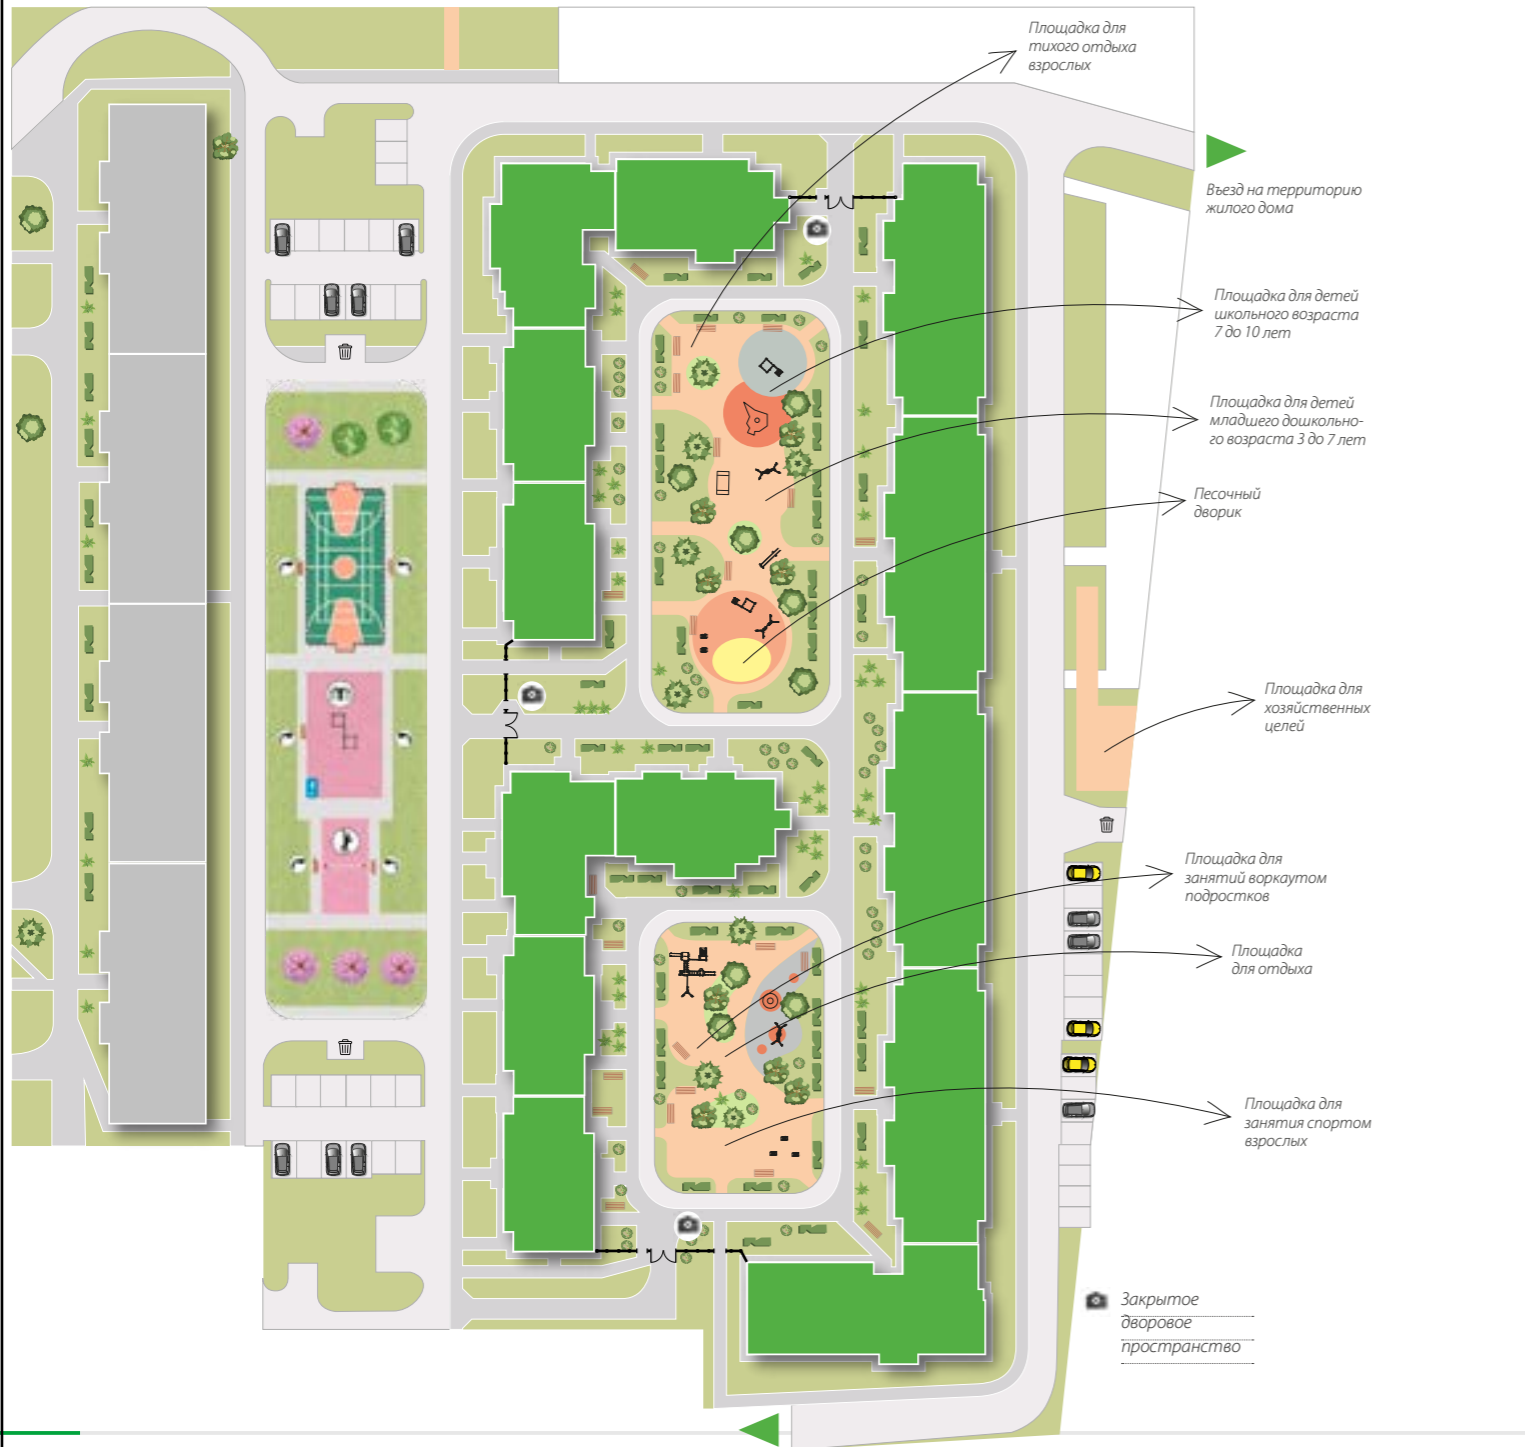 Площадка для
тихого отдыха
взрослых
Въезд на территорию
жилого дома
Площадка для детей
школьного возраста
7 до 10 лет
Площадка для детей
младшего дошкольно-
го возраста 3 до 7 лет
Песочный
дворик
Площадка для
хозяйственных
целей
Площадка для
занятий воркаутом
подростков
Площадка
для отдыха
Площадка для
занятия спортом
взрослых
Закрытое
дворовое
пространство